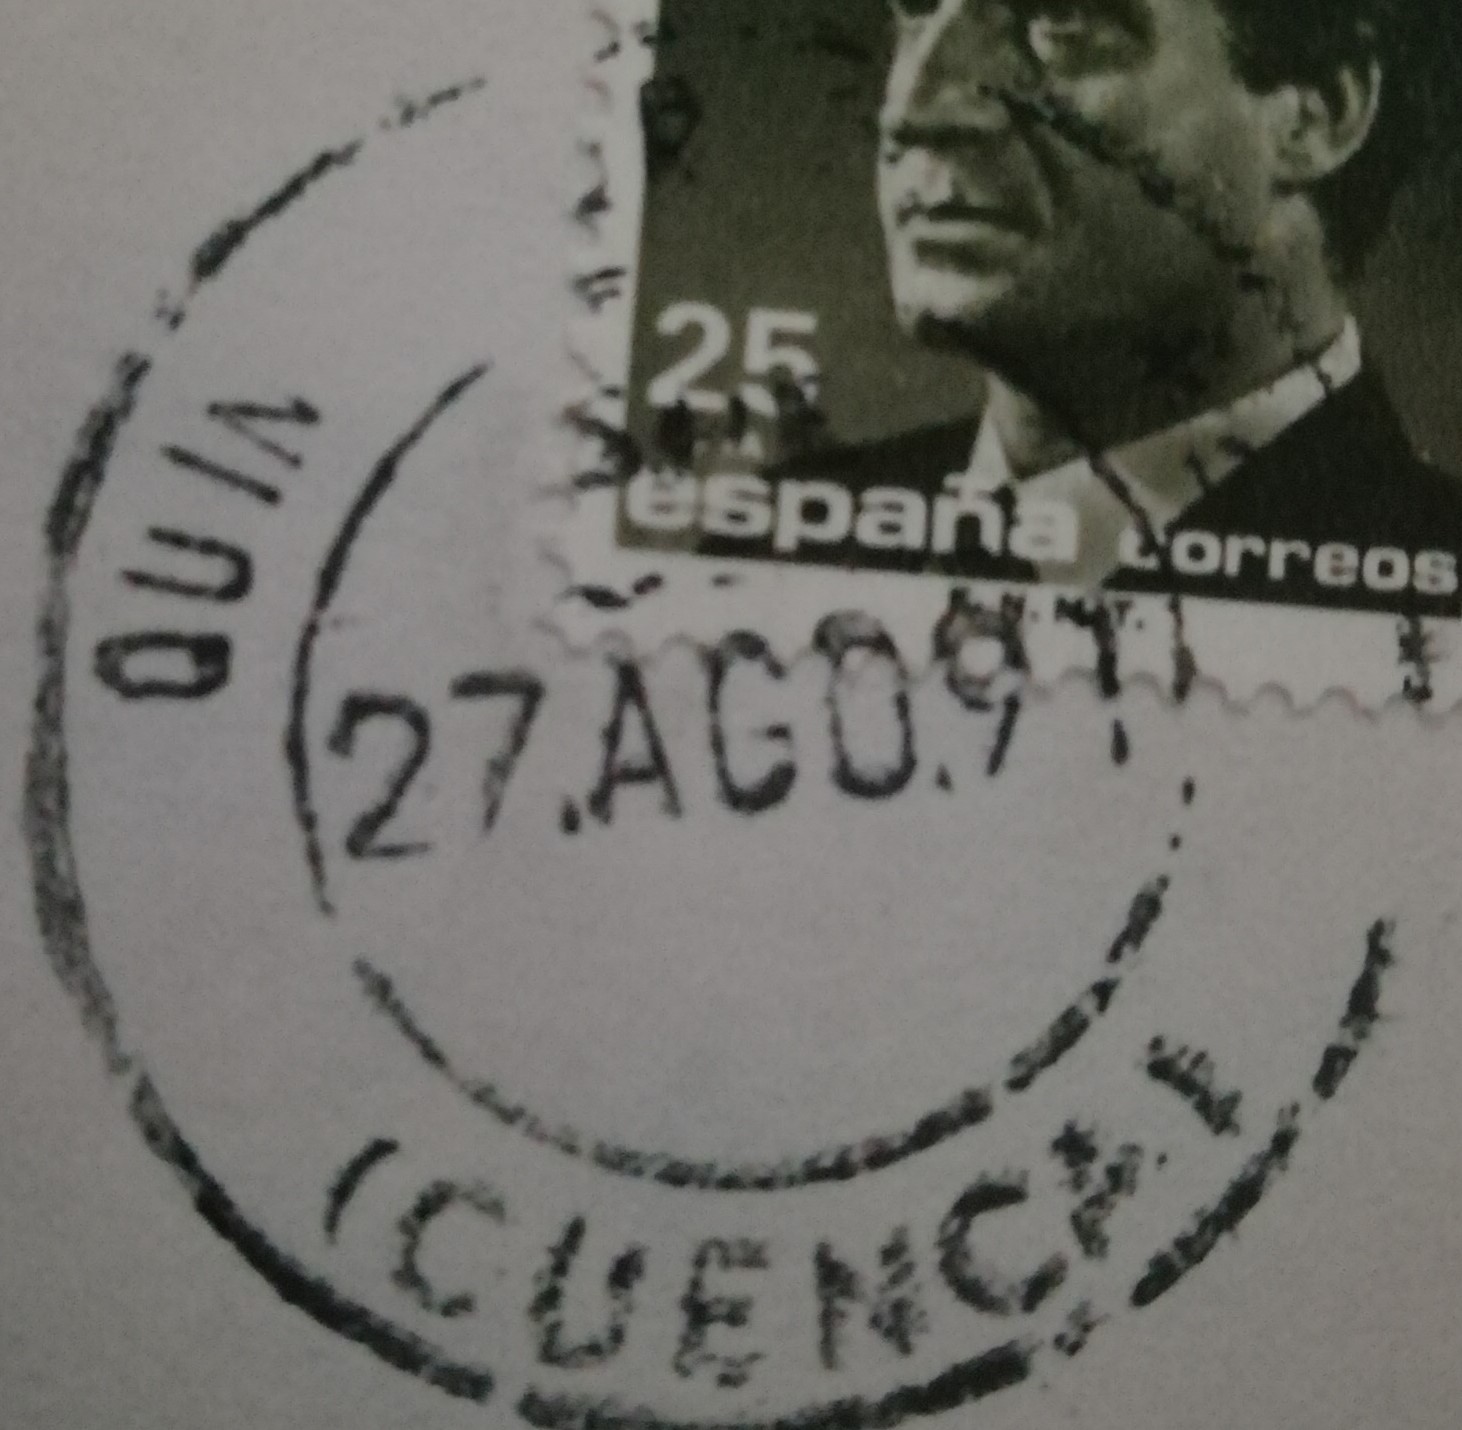 25
españa correos
F.N.M.T.
QUIN
27.AGO.9
(CUENCA)